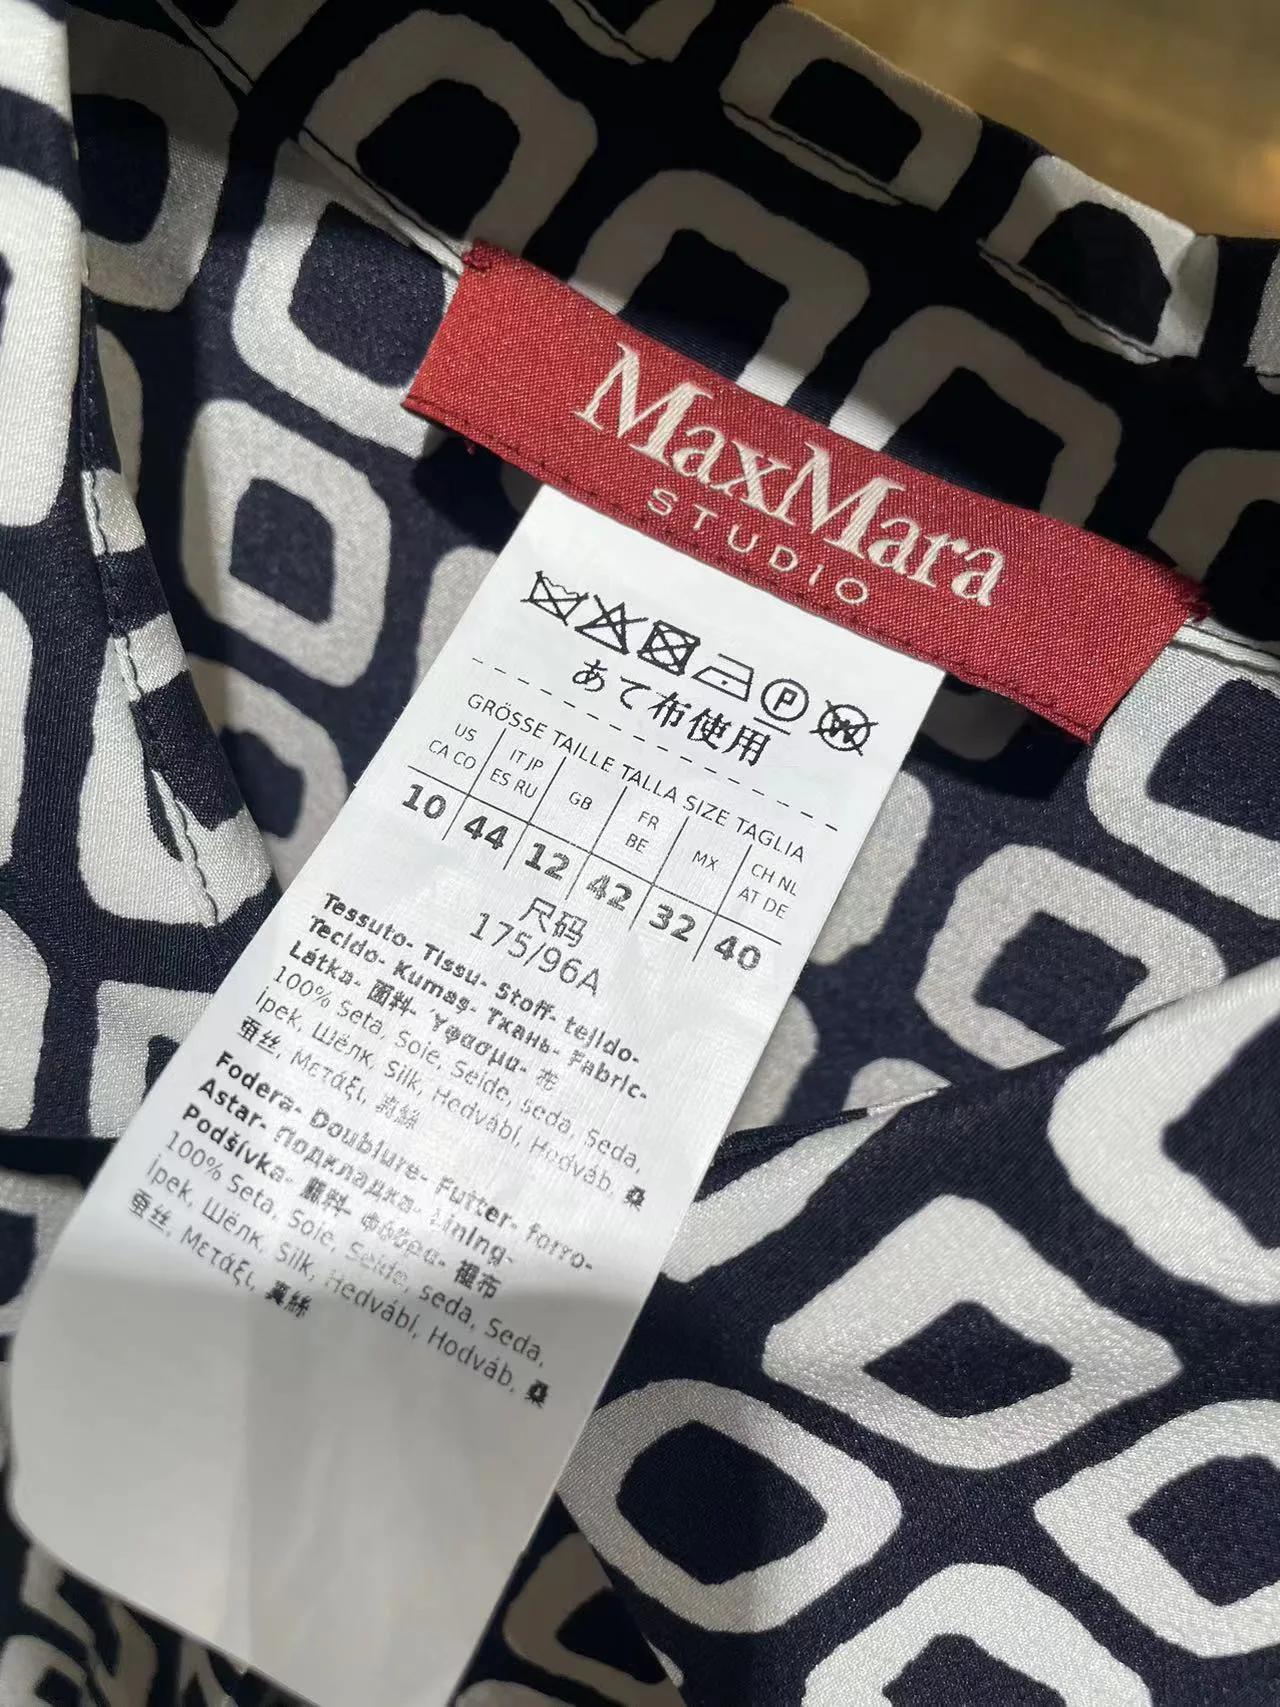 MaxMara
STUDIO
P W
あて布使用
GRÖSSE TAILLE TALLA SIZE TAGLIA
US CA CO | IT JP ES RU | GB | FR BE | MX | CH NL AT DE
10 | 44 | 12 | 42 | 32 | 40
尺码
175/96A
Tessuto- Tissu- Stoff- tejido-
Tecido- Kumaş- Ткань- Fabric-
Látka- 面料- Ύφασμα- 布
100% Seta, Soie, Seide, seda, Seda,
İpek, Шёлк, Silk, Hedvábí, Hodváb, 桑
蚕丝, Μετάξι, 真絲
Fodera- Doublure- Futter- forro-
Astar- Подкладка- Lining-
Podšívka- 裏布
100% Seta, Soie, Seide, seda, Seda,
İpek, Шёлк, Silk, Hedvábí, Hodváb, 桑
蚕丝, Μετάξι, 真絲